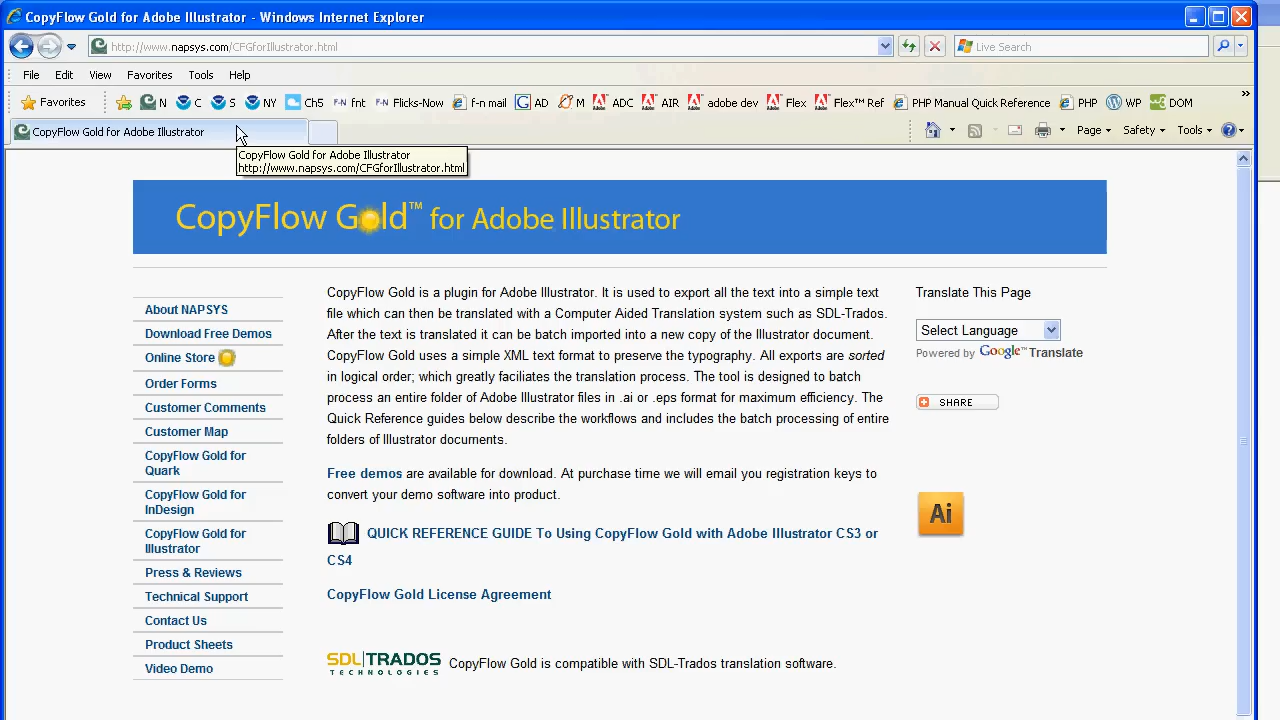 CopyFlow Gold for Adobe Illustrator - Windows Internet Explorer
http://www.napsys.com/CFGforIllustrator.html
Live Search
File Edit View Favorites Tools Help
Favorites N C S NY Ch5 fnt Flicks-Now f-n mail AD M ADC AIR adobe dev Flex Flex™ Ref PHP Manual Quick Reference PHP WP DOM »
CopyFlow Gold for Adobe Illustrator
Page Safety Tools
CopyFlow Gold for Adobe Illustrator
http://www.napsys.com/CFGforIllustrator.html
CopyFlow Gold™ for Adobe Illustrator
About NAPSYS
Download Free Demos
Online Store
Order Forms
Customer Comments
Customer Map
CopyFlow Gold for
Quark
CopyFlow Gold for
InDesign
CopyFlow Gold for
Illustrator
Press & Reviews
Technical Support
Contact Us
Product Sheets
Video Demo
CopyFlow Gold is a plugin for Adobe Illustrator. It is used to export all the text into a simple text
file which can then be translated with a Computer Aided Translation system such as SDL-Trados.
After the text is translated it can be batch imported into a new copy of the Illustrator document.
CopyFlow Gold uses a simple XML text format to preserve the typography. All exports are sorted
in logical order; which greatly faciliates the translation process. The tool is designed to batch
process an entire folder of Adobe Illustrator files in .ai or .eps format for maximum efficiency. The
Quick Reference guides below describe the workflows and includes the batch processing of entire
folders of Illustrator documents.
Free demos are available for download. At purchase time we will email you registration keys to
convert your demo software into product.
QUICK REFERENCE GUIDE To Using CopyFlow Gold with Adobe Illustrator CS3 or
CS4
CopyFlow Gold License Agreement
SDL|TRADOS
TECHNOLOGIES
CopyFlow Gold is compatible with SDL-Trados translation software.
Translate This Page
Select Language
Powered by Google™ Translate
SHARE
Ai